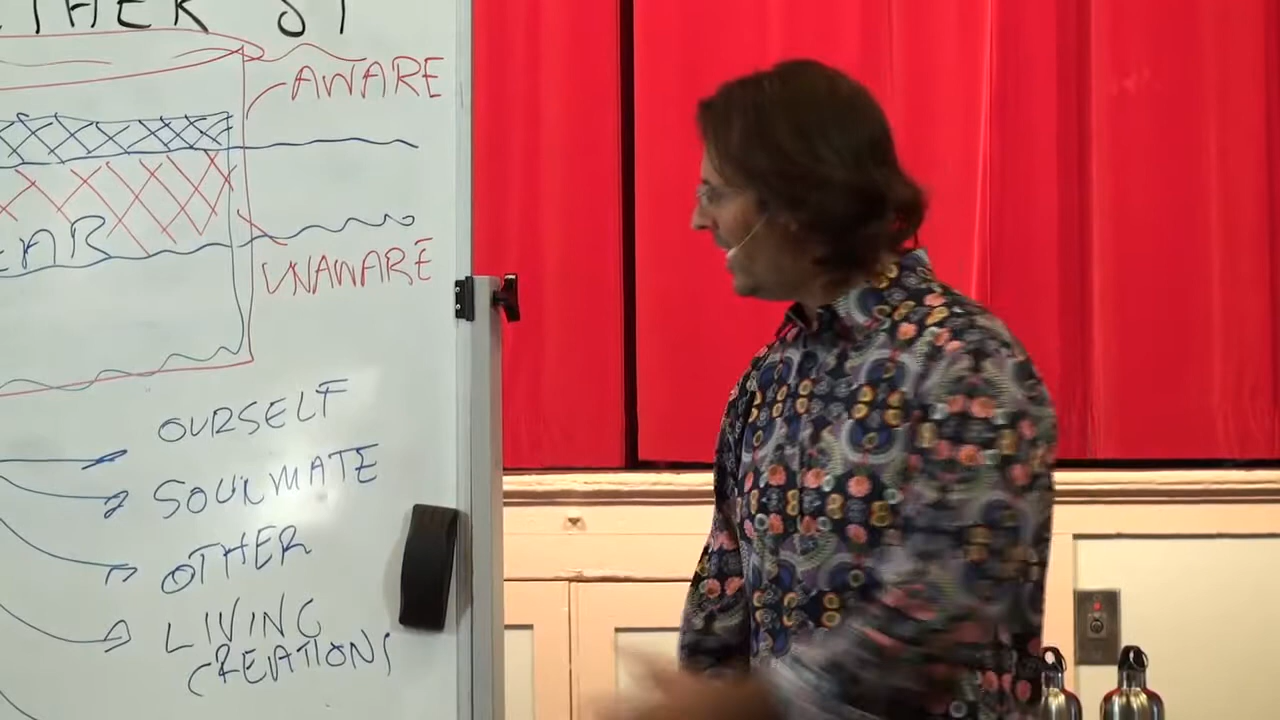 AWARE
UNAWARE
OURSELF
SOULMATE
OTHER
LIVING
CREATIONS